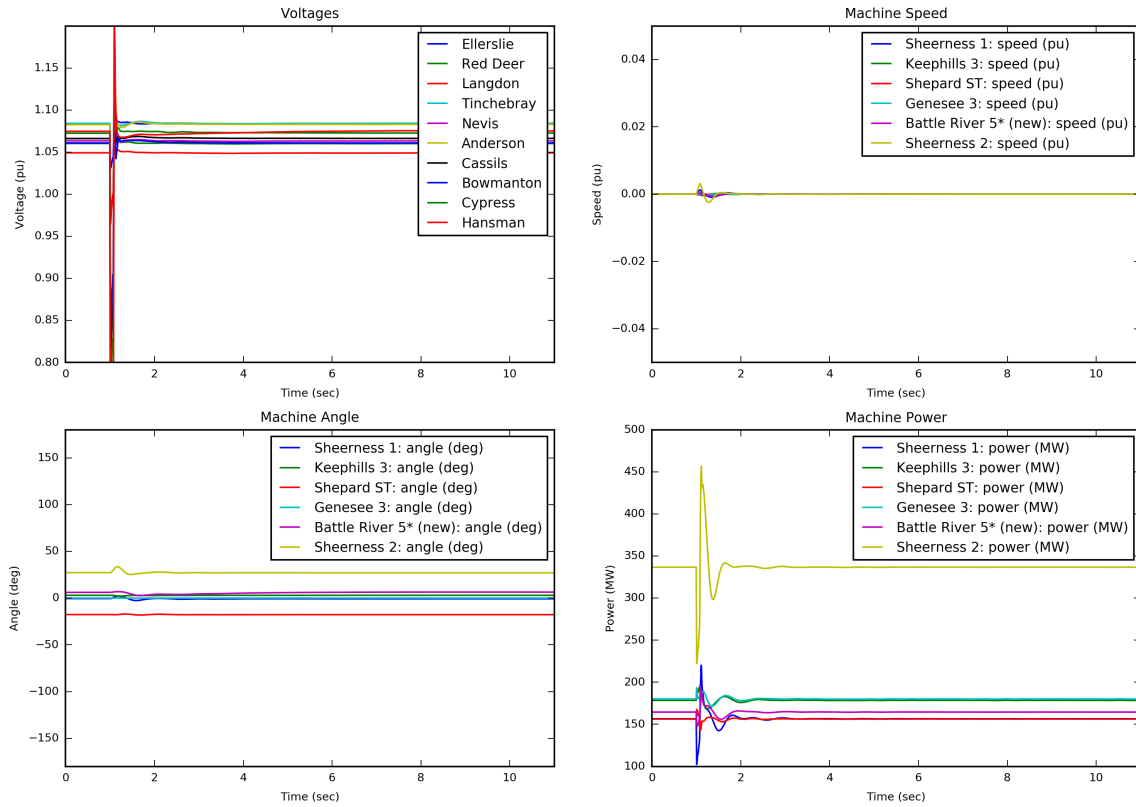 Voltages
1.15
1.10
1.05
1.00
0.95
0.90
0.85
0.80
Voltage (pu)
0 2 4 6 8 10
Time (sec)
Ellerslie
Red Deer
Langdon
Tinchebray
Nevis
Anderson
Cassils
Bowmanton
Cypress
Hansman
Machine Speed
0.04
0.02
0.00
−0.02
−0.04
Speed (pu)
0 2 4 6 8 10
Time (sec)
Sheerness 1: speed (pu)
Keephills 3: speed (pu)
Shepard ST: speed (pu)
Genesee 3: speed (pu)
Battle River 5* (new): speed (pu)
Sheerness 2: speed (pu)
Machine Angle
150
100
50
0
−50
−100
−150
Angle (deg)
0 2 4 6 8 10
Time (sec)
Sheerness 1: angle (deg)
Keephills 3: angle (deg)
Shepard ST: angle (deg)
Genesee 3: angle (deg)
Battle River 5* (new): angle (deg)
Sheerness 2: angle (deg)
Machine Power
500
450
400
350
300
250
200
150
100
Power (MW)
0 2 4 6 8 10
Time (sec)
Sheerness 1: power (MW)
Keephills 3: power (MW)
Shepard ST: power (MW)
Genesee 3: power (MW)
Battle River 5* (new): power (MW)
Sheerness 2: power (MW)